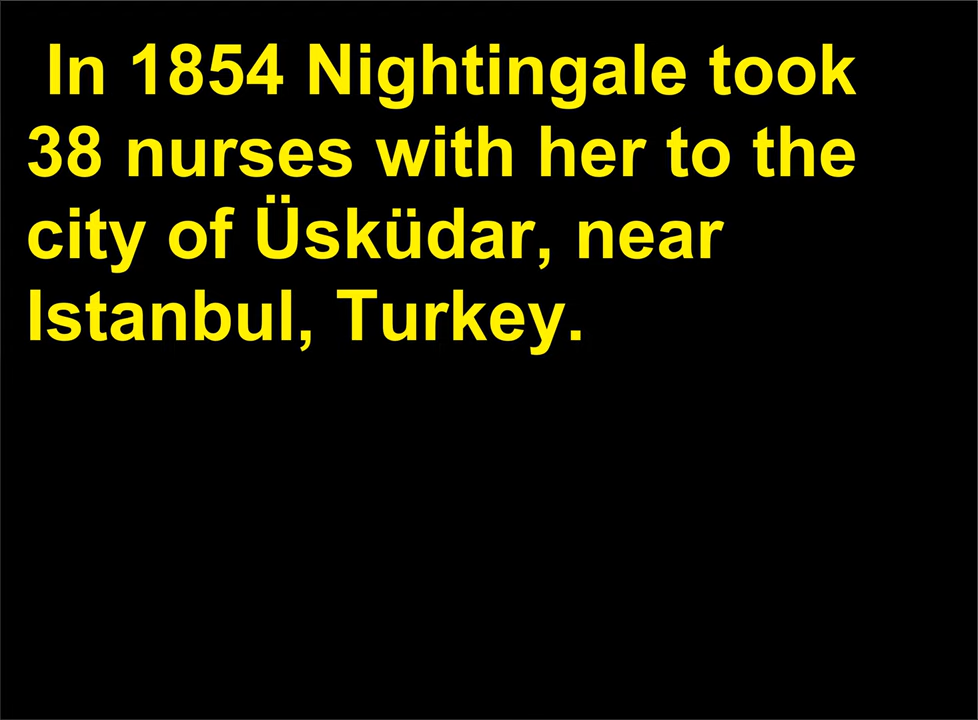 In 1854 Nightingale took
38 nurses with her to the
city of Üsküdar, near
Istanbul, Turkey.